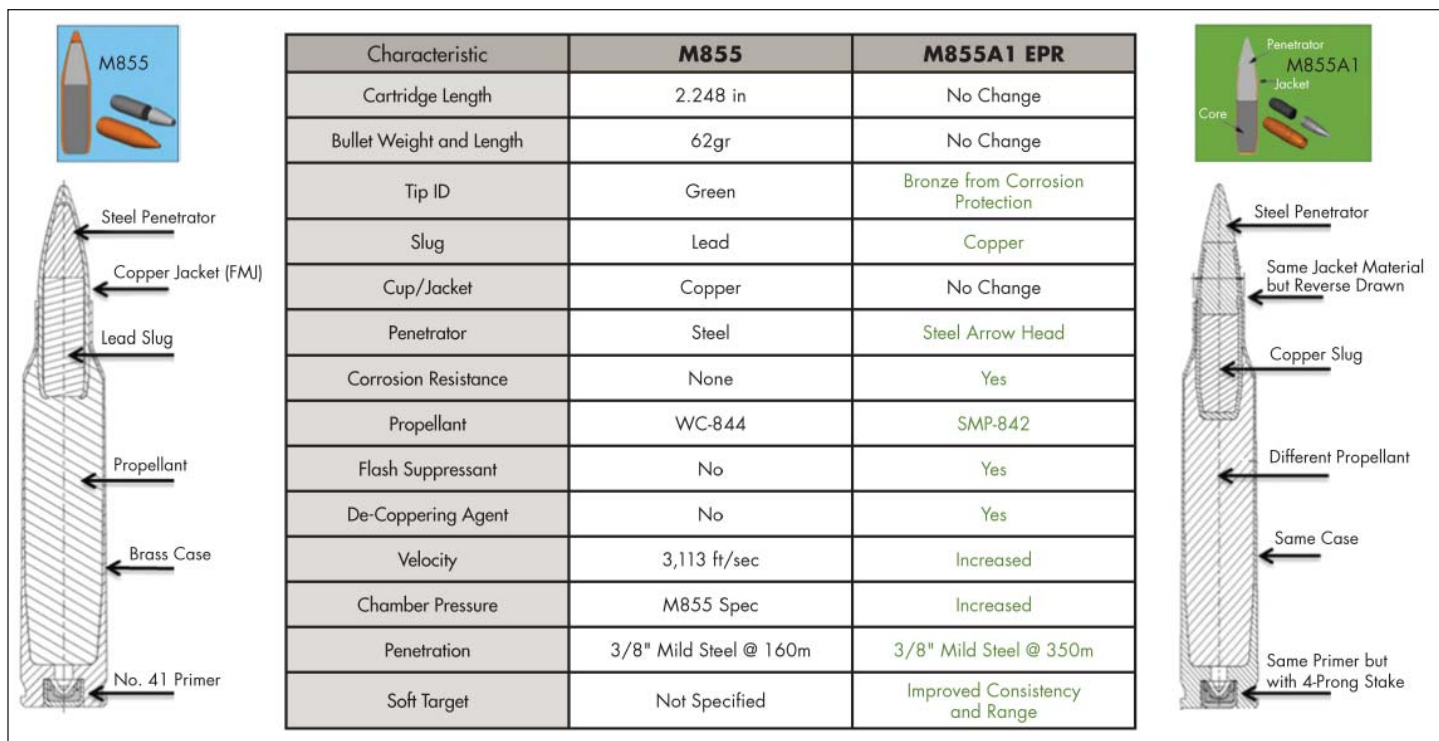 M855
Steel Penetrator
Copper Jacket (FMJ)
Lead Slug
Propellant
Brass Case
No. 41 Primer
Characteristic M855 M855A1 EPR
Cartridge Length 2.248 in No Change
Bullet Weight and Length 62gr No Change
Tip ID Green Bronze from Corrosion
Protection
Slug Lead Copper
Cup/Jacket Copper No Change
Penetrator Steel Steel Arrow Head
Corrosion Resistance None Yes
Propellant WC-844 SMP-842
Flash Suppressant No Yes
De-Coppering Agent No Yes
Velocity 3,113 ft/sec Increased
Chamber Pressure M855 Spec Increased
Penetration 3/8" Mild Steel @ 160m 3/8" Mild Steel @ 350m
Soft Target Not Specified Improved Consistency
and Range
Penetrator
M855A1
Jacket
Core
Steel Penetrator
Same Jacket Material
but Reverse Drawn
Copper Slug
Different Propellant
Same Case
Same Primer but
with 4-Prong Stake